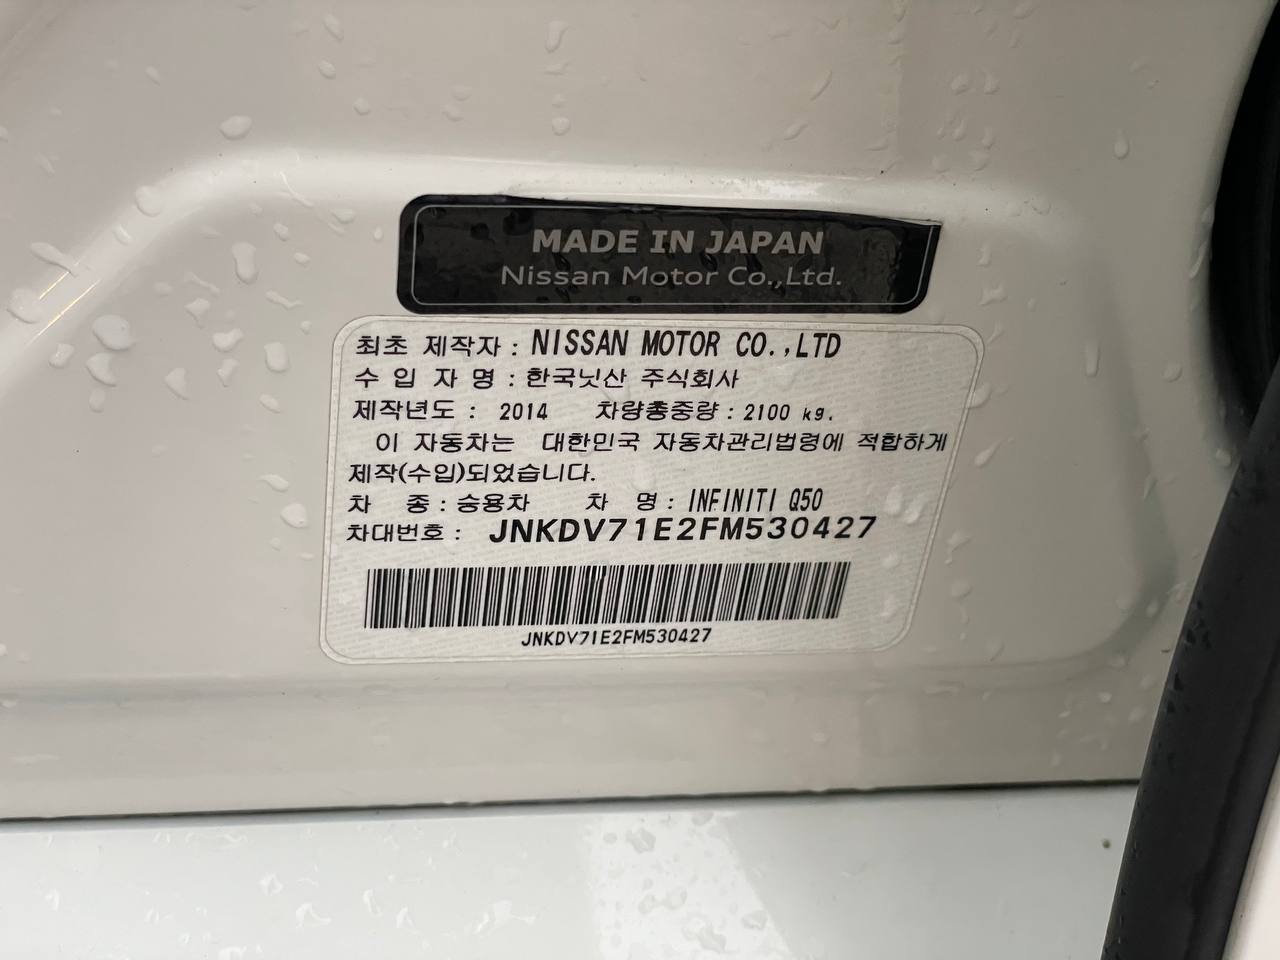 MADE IN JAPAN
Nissan Motor Co.,Ltd.
최초 제작자 : NISSAN MOTOR CO.,LTD
수 입 자 명 : 한국닛산 주식회사
제작년도 : 2014 차량총중량 : 2100 kg.
이 자동차는 대한민국 자동차관리법령에 적합하게
제작(수입)되었습니다.
차 종 : 승용차 차 명 : INFINITI Q50
차대번호 : JNKDV71E2FM530427
JNKDV71E2FM530427